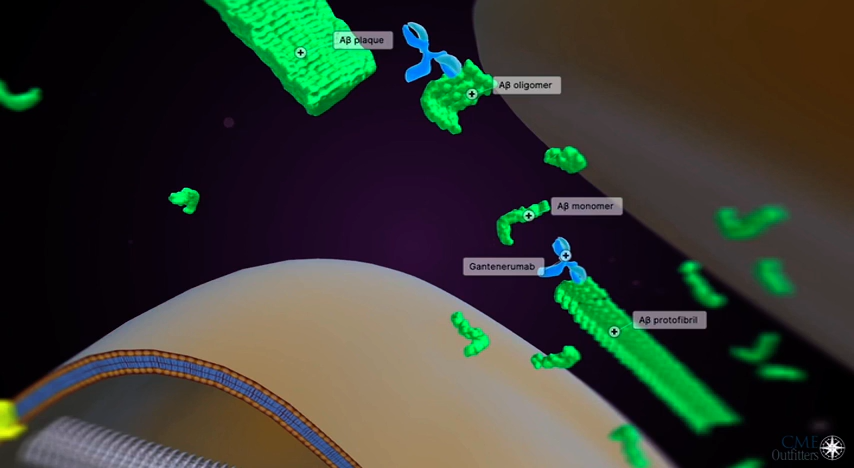 Aβ plaque
Aβ oligomer
Aβ monomer
Gantenerumab
Aβ protofibril
CME
Outfitters